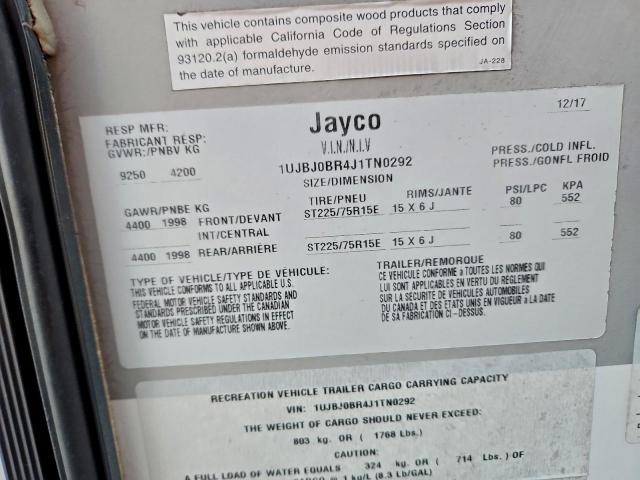 This vehicle contains composite wood products that comply
with applicable California Code of Regulations Section
93120.2(a) formaldehyde emission standards specified on
the date of manufacture. JA-228
Jayco 12/17
RESP MFR:
FABRICANT RESP:
V.I.N./N.I.V
GVWR:/PNBV KG
1UJBJ0BR4J1TN0292
PRESS./COLD INFL.
PRESS./GONFL FROID
9250 4200
SIZE/DIMENSION
GAWR/PNBE KG TIRE/PNEU RIMS/JANTE PSI/LPC KPA
4400 1998 FRONT/DEVANT ST225/75R15E 15 X 6 J 80 552
INT/CENTRAL
4400 1998 REAR/ARRIÉRE ST225/75R15E 15 X 6 J 80 552
TYPE OF VEHICLE/TYPE DE VÉHICULE: TRAILER/REMORQUE
THIS VEHICLE CONFORMS TO ALL APPLICABLE U.S.
FEDERAL MOTOR VEHICLE SAFETY STANDARDS AND
STANDARDS PRESCRIBED UNDER THE CANADIAN
MOTOR VEHICLE SAFETY REGULATIONS IN EFFECT
ON THE DATE OF MANUFACTURE SHOWN ABOVE.
CE VÉHICULE CONFORME À TOUTES LES NORMES QUI
LUI SONT APPLICABLES EN VERTU DU RÈGLEMENT
SUR LA SÉCURITÉ DE VÉHICULES AUTOMOBILES
DU CANADA ET DES ETATS UNIS EN VIGUEUR À LA DATE
DE SA FABRICATION CI-DESSUS.
RECREATION VEHICLE TRAILER CARGO CARRYING CAPACITY
VIN: 1UJBJ0BR4J1TN0292
THE WEIGHT OF CARGO SHOULD NEVER EXCEED:
803 kg. OR ( 1768 Lbs.)
CAUTION:
A FULL LOAD OF WATER EQUALS 324 kg. OR ( 714 Lbs.) OF
CARGO @ 1 kg/L (8.3 Lb/GAL)